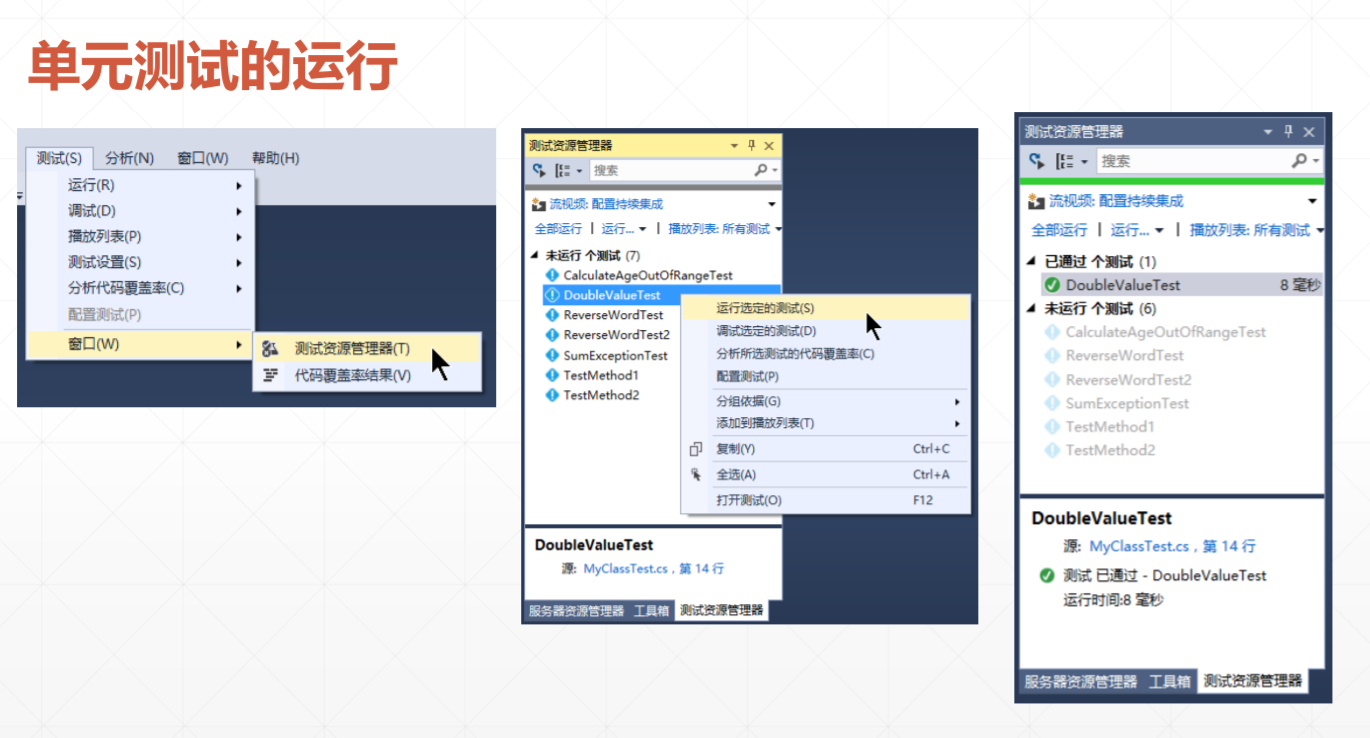 单元测试的运行
测试(S) 分析(N) 窗口(W) 帮助(H)
运行(R)
调试(D)
播放列表(P)
测试设置(S)
分析代码覆盖率(C)
配置测试(P)
窗口(W)
测试资源管理器(T)
代码覆盖率结果(V)
测试资源管理器
搜索
流视频: 配置持续集成
全部运行 | 运行... | 播放列表: 所有测试
未运行 个测试 (7)
CalculateAgeOutOfRangeTest
DoubleValueTest
ReverseWordTest
ReverseWordTest2
SumExceptionTest
TestMethod1
TestMethod2
运行选定的测试(S)
调试选定的测试(D)
分析所选测试的代码覆盖率(C)
配置测试(P)
分组依据(G)
添加到播放列表(T)
复制(Y) Ctrl+C
全选(A) Ctrl+A
打开测试(O) F12
DoubleValueTest
源: MyClassTest.cs，第 14 行
服务器资源管理器 工具箱 测试资源管理器
测试资源管理器
搜索
流视频: 配置持续集成
全部运行 | 运行... | 播放列表: 所有测试
已通过 个测试 (1)
DoubleValueTest 8 毫秒
未运行 个测试 (6)
CalculateAgeOutOfRangeTest
ReverseWordTest
ReverseWordTest2
SumExceptionTest
TestMethod1
TestMethod2
DoubleValueTest
源: MyClassTest.cs，第 14 行
测试 已通过 - DoubleValueTest
运行时间:8 毫秒
服务器资源管理器 工具箱 测试资源管理器